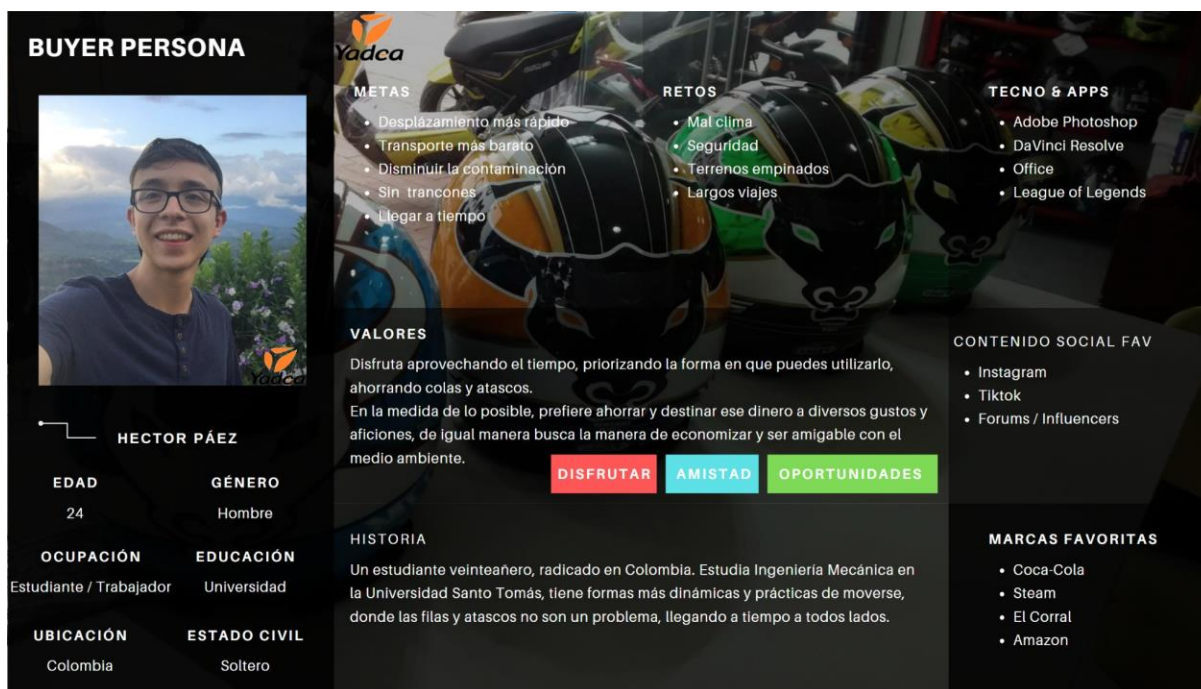 BUYER PERSONA
Yadca
Yadca
HECTOR PÁEZ
EDAD
24
GÉNERO
Hombre
OCUPACIÓN
Estudiante / Trabajador
EDUCACIÓN
Universidad
UBICACIÓN
Colombia
ESTADO CIVIL
Soltero
METAS
• Desplázamiento más rápido
• Transporte más barato
• Disminuir la contaminación
• Sin trancones
• Llegar a tiempo
•
RETOS
• Mal clima
• Seguridad
• Terrenos empinados
• Largos viajes
TECNO & APPS
• Adobe Photoshop
• DaVinci Resolve
• Office
• League of Legends
VALORES
Disfruta aprovechando el tiempo, priorizando la forma en que puedes utilizarlo,
ahorrando colas y atascos.
En la medida de lo posible, prefiere ahorrar y destinar ese dinero a diversos gustos y
aficiones, de igual manera busca la manera de economizar y ser amigable con el
medio ambiente.
DISFRUTAR
AMISTAD
OPORTUNIDADES
CONTENIDO SOCIAL FAV
• Instagram
• Tiktok
• Forums / Influencers
HISTORIA
Un estudiante veinteañero, radicado en Colombia. Estudia Ingeniería Mecánica en
la Universidad Santo Tomás, tiene formas más dinámicas y prácticas de moverse,
donde las filas y atascos no son un problema, llegando a tiempo a todos lados.
MARCAS FAVORITAS
• Coca-Cola
• Steam
• El Corral
• Amazon